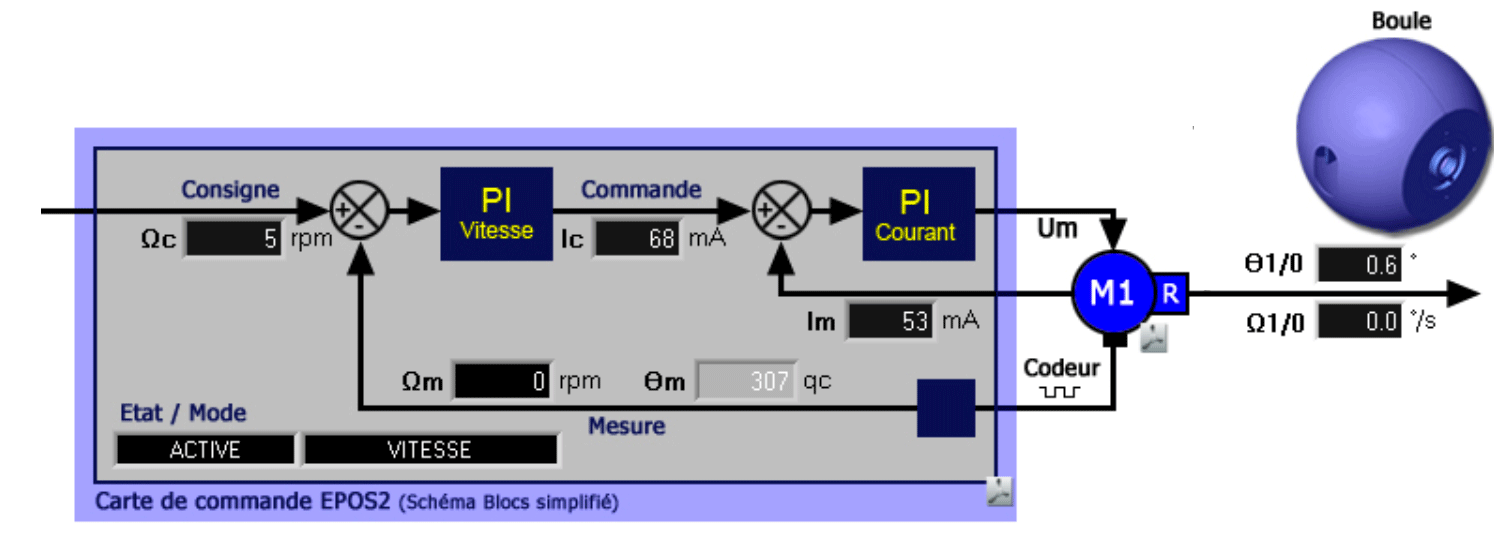 Boule
Consigne
Ωc 5 rpm
+
-
PI
Vitesse
Commande
Ic 68 mA
+
-
PI
Courant
Um
M1 R
Θ1/0 0.6 °
Ω1/0 0.0 °/s
Im 53 mA
Codeur
Ωm 0 rpm Θm 307 qc
Mesure
Etat / Mode
ACTIVE VITESSE
Carte de commande EPOS2 (Schéma Blocs simplifié)